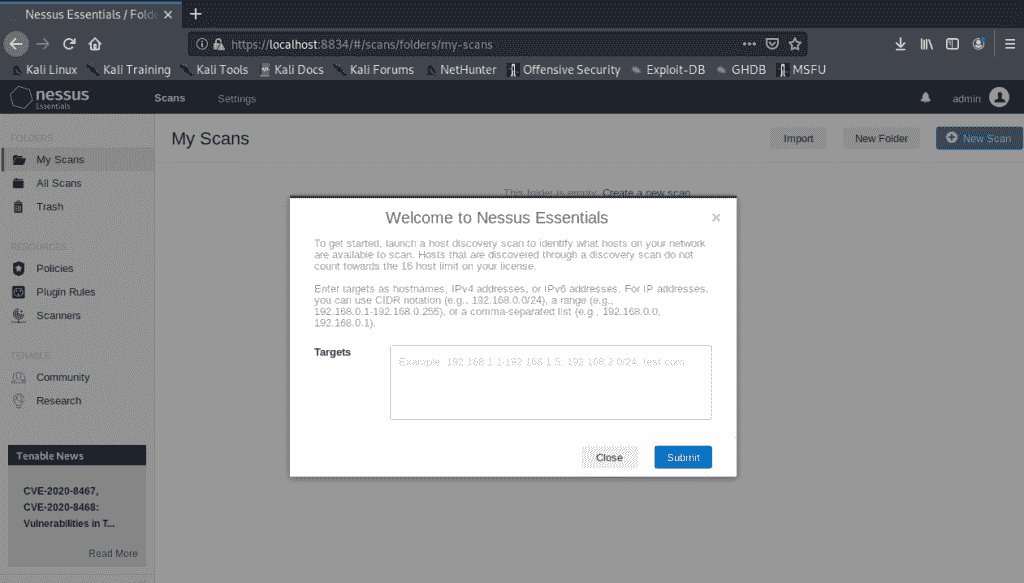 Nessus Essentials / Folde
https://localhost:8834/#/scans/folders/my-scans
Kali Linux Kali Training Kali Tools Kali Docs Kali Forums NetHunter Offensive Security Exploit-DB GHDB MSFU
nessus
Essentials
Scans Settings admin
FOLDERS
My Scans
All Scans
Trash
RESOURCES
Policies
Plugin Rules
Scanners
TENABLE
Community
Research
Tenable News
CVE-2020-8467,
CVE-2020-8468:
Vulnerabilities in T...
Read More
My Scans Import New Folder New Scan
This folder is empty. Create a new scan.
Welcome to Nessus Essentials
To get started, launch a host discovery scan to identify what hosts on your network
are available to scan. Hosts that are discovered through a discovery scan do not
count towards the 16 host limit on your license.
Enter targets as hostnames, IPv4 addresses, or IPv6 addresses. For IP addresses,
you can use CIDR notation (e.g., 192.168.0.0/24), a range (e.g.,
192.168.0.1-192.168.0.255), or a comma-separated list (e.g., 192.168.0.0,
192.168.0.1).
Targets
Example: 192.168.1.1-192.168.1.5, 192.168.2.0/24, test.com
Close Submit